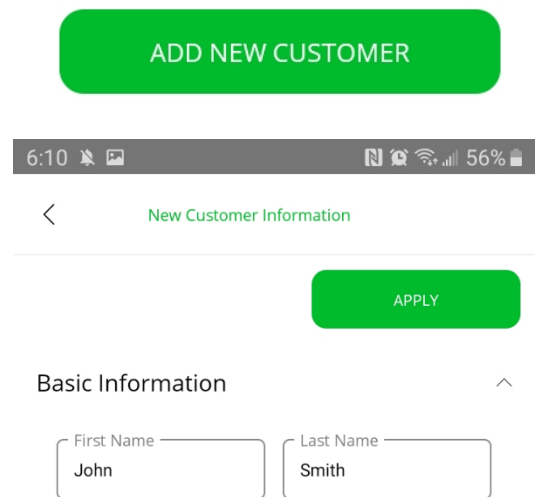 ADD NEW CUSTOMER
6:10 56%
New Customer Information
APPLY
Basic Information
First Name Last Name
John Smith